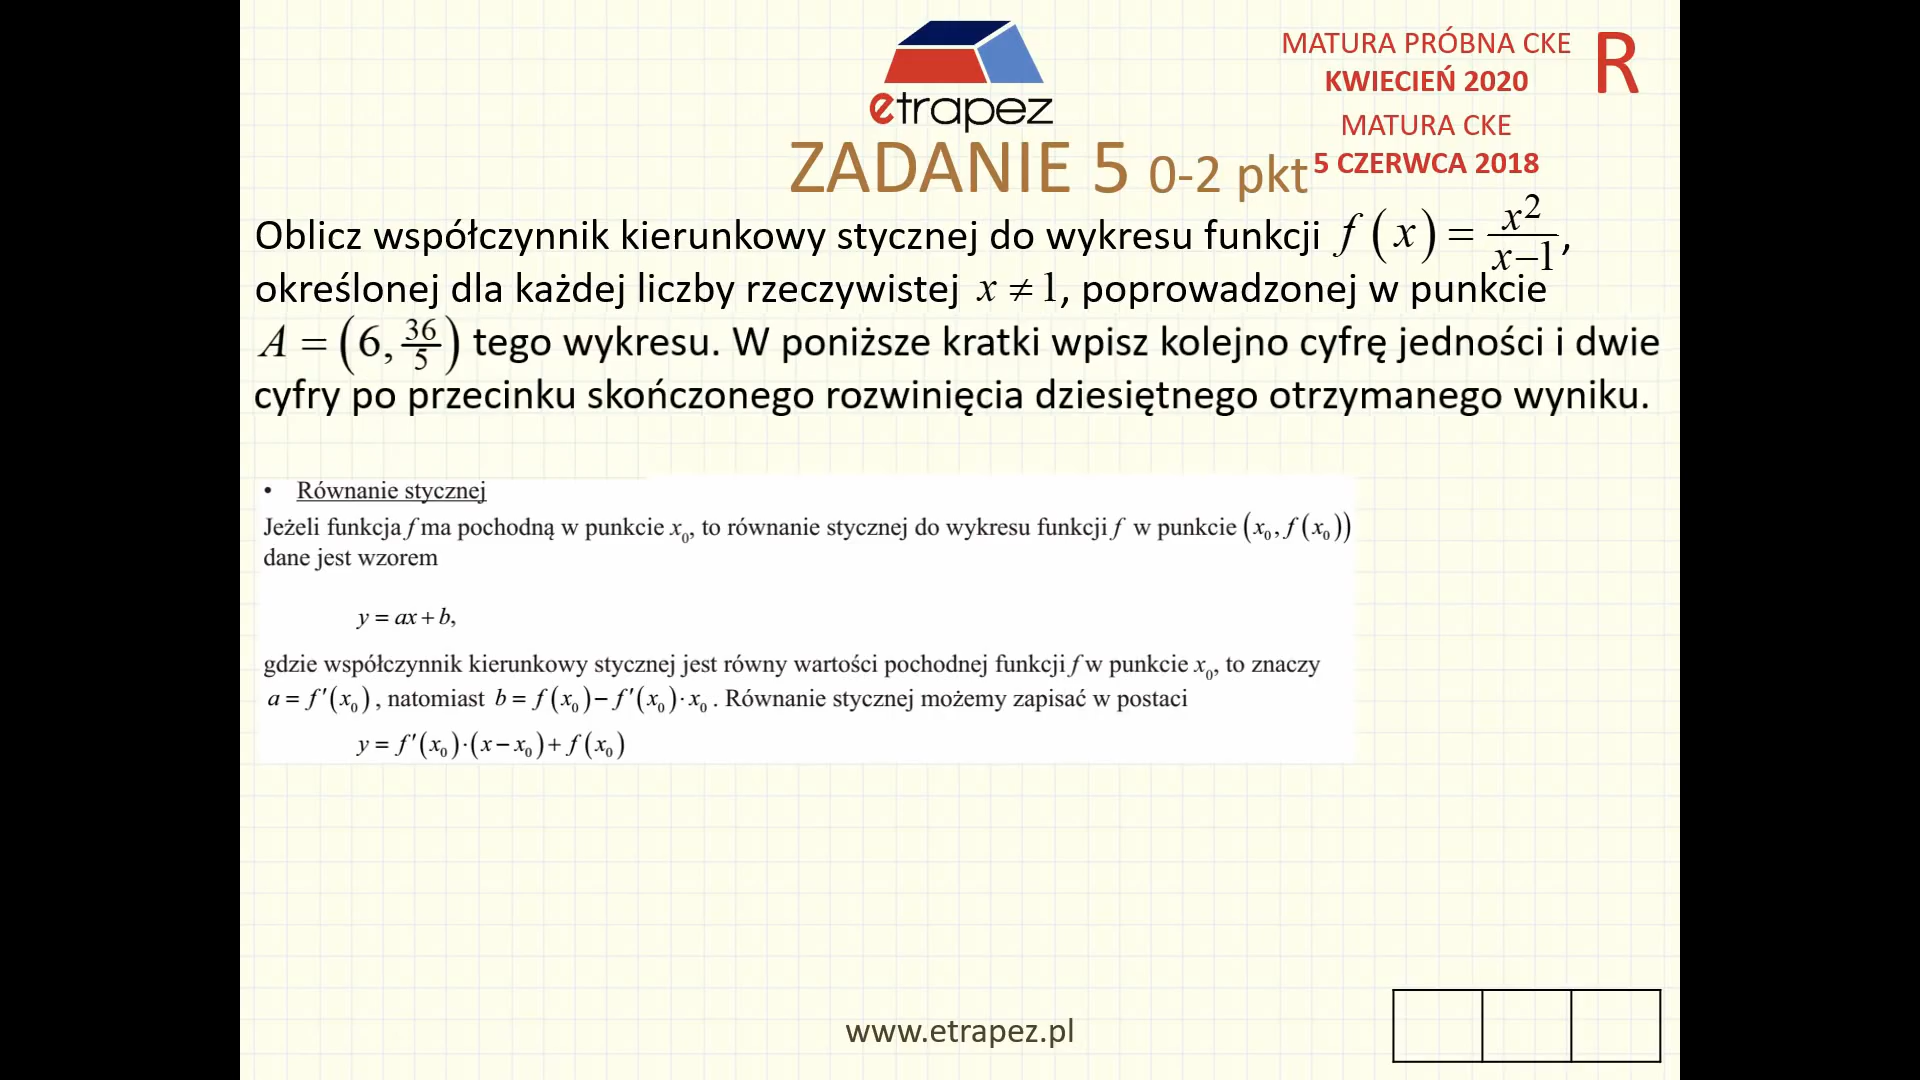 etrapez
MATURA PRÓBNA CKE
KWIECIEŃ 2020
R
MATURA CKE
5 CZERWCA 2018
ZADANIE 5 0-2 pkt
Oblicz współczynnik kierunkowy stycznej do wykresu funkcji f(x) = x²/(x−1),
określonej dla każdej liczby rzeczywistej x ≠ 1, poprowadzonej w punkcie
A = (6, 36/5) tego wykresu. W poniższe kratki wpisz kolejno cyfrę jedności i dwie
cyfry po przecinku skończonego rozwinięcia dziesiętnego otrzymanego wyniku.
• Równanie stycznej
Jeżeli funkcja f ma pochodną w punkcie x₀, to równanie stycznej do wykresu funkcji f w punkcie (x₀, f(x₀))
dane jest wzorem
y = ax + b,
gdzie współczynnik kierunkowy stycznej jest równy wartości pochodnej funkcji f w punkcie x₀, to znaczy
a = f′(x₀), natomiast b = f(x₀) − f′(x₀)·x₀. Równanie stycznej możemy zapisać w postaci
y = f′(x₀)·(x − x₀) + f(x₀)
www.etrapez.pl